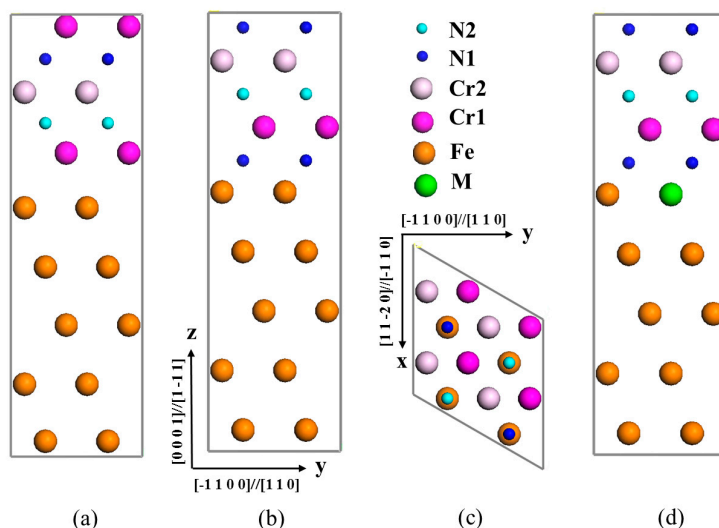 N2
N1
Cr2
Cr1
Fe
M
[-1 1 0 0]//[1 1 0]
y
[1 1 -2 0]//[-1 1 0]
x
z
[0 0 0 1]//[1 -1 1]
y
[-1 1 0 0]//[1 1 0]
(a)
(b)
(c)
(d)